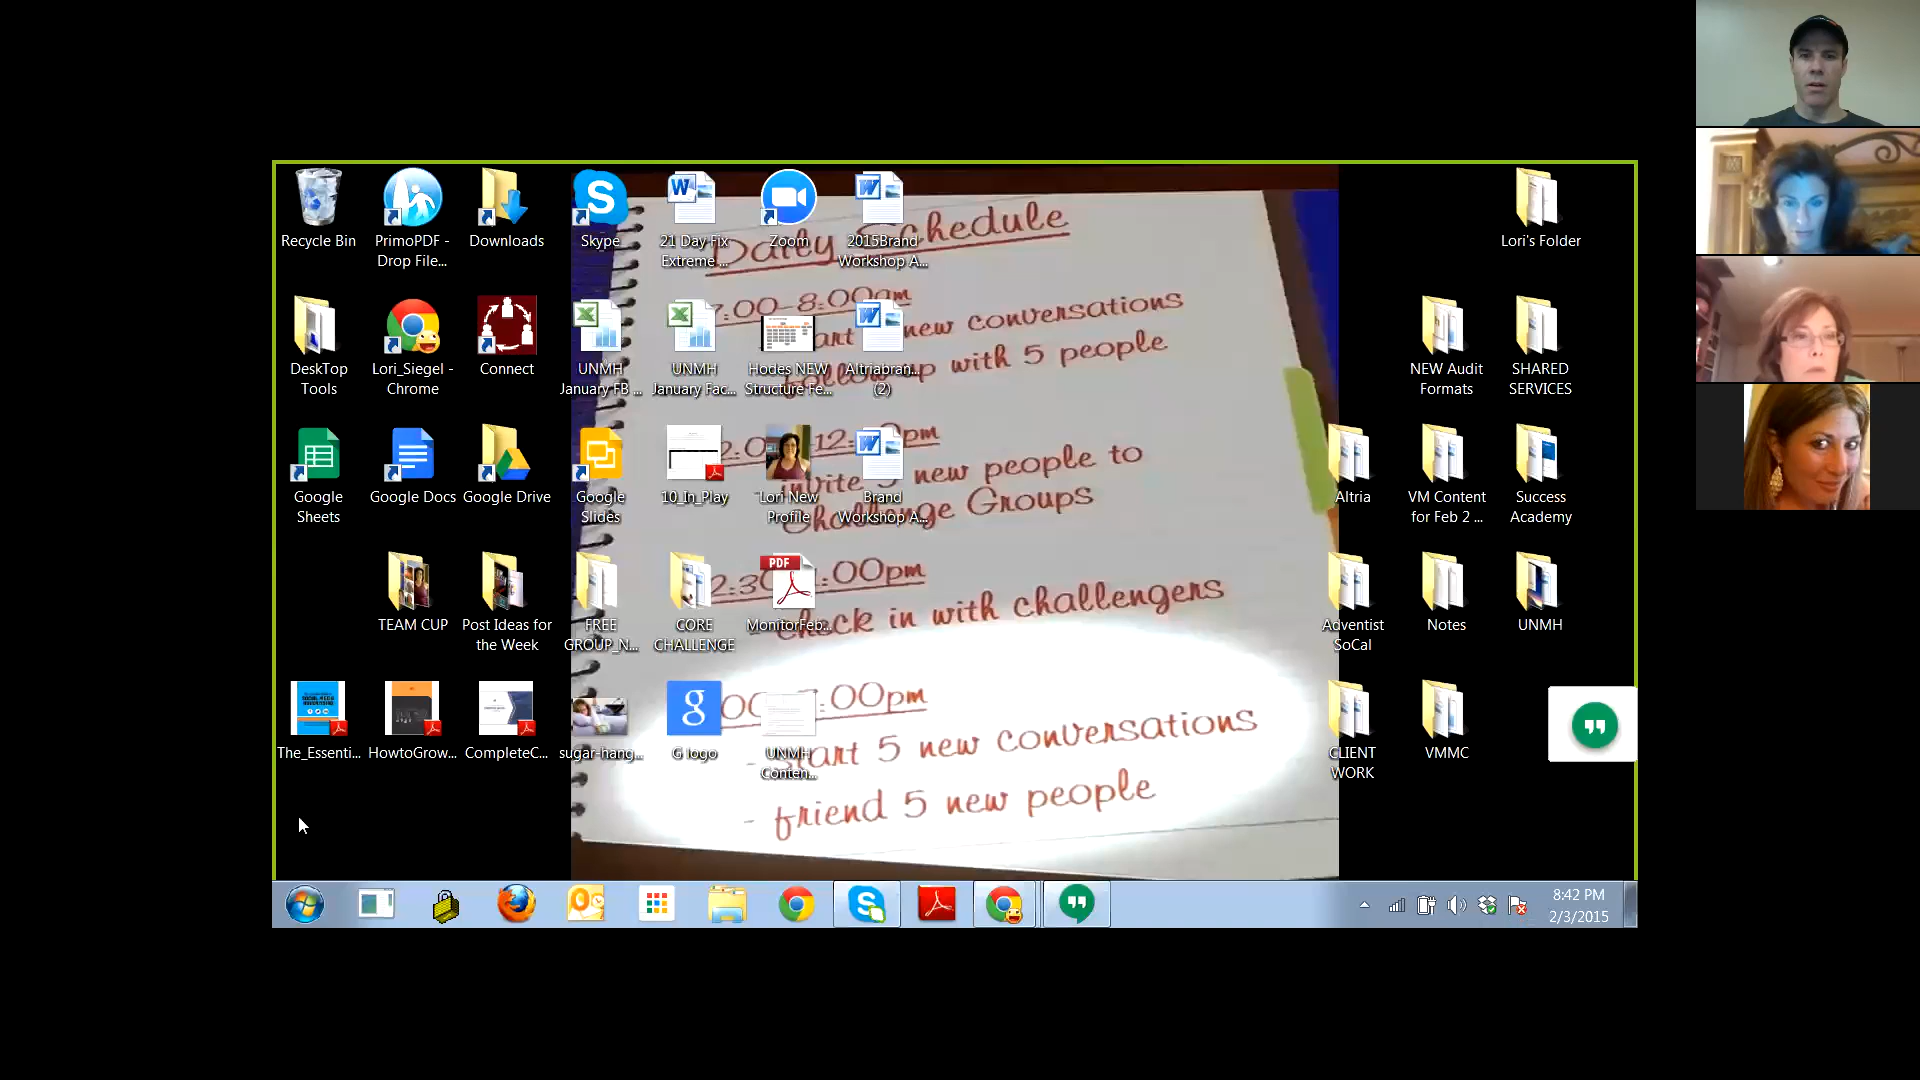 Recycle Bin
PrimoPDF -
Drop File...
Downloads
Skype
21 Day Fix
Extreme ...
Zoom
2015Brand
Workshop A...
Lori's Folder
Daily Schedule
7:00-8:00am
new conversations
up with 5 people
DeskTop
Tools
Lori_Siegel -
Chrome
Connect
UNMH
January FB ...
UNMH
January Fac...
Hodes NEW
Structure Fe...
Altriabran...
(2)
NEW Audit
Formats
SHARED
SERVICES
invite 5 new people to
Challenge Groups
Google
Sheets
Google Docs
Google Drive
Google
Slides
10_In_Play
Lori New
Profile
Brand
Workshop A...
Altria
VM Content
for Feb 2 ...
Success
Academy
:00pm
- check in with challengers
TEAM CUP
Post Ideas for
the Week
FREE
GROUP_N...
CORE
CHALLENGE
PDF
MonitorFeb...
Adventist
SoCal
Notes
UNMH
:00pm
- start 5 new conversations
- friend 5 new people
The_Essenti...
HowtoGrow...
CompleteC...
sugar-hang...
g
G logo
UNMH
Conten...
CLIENT
WORK
VMMC
8:42 PM
2/3/2015